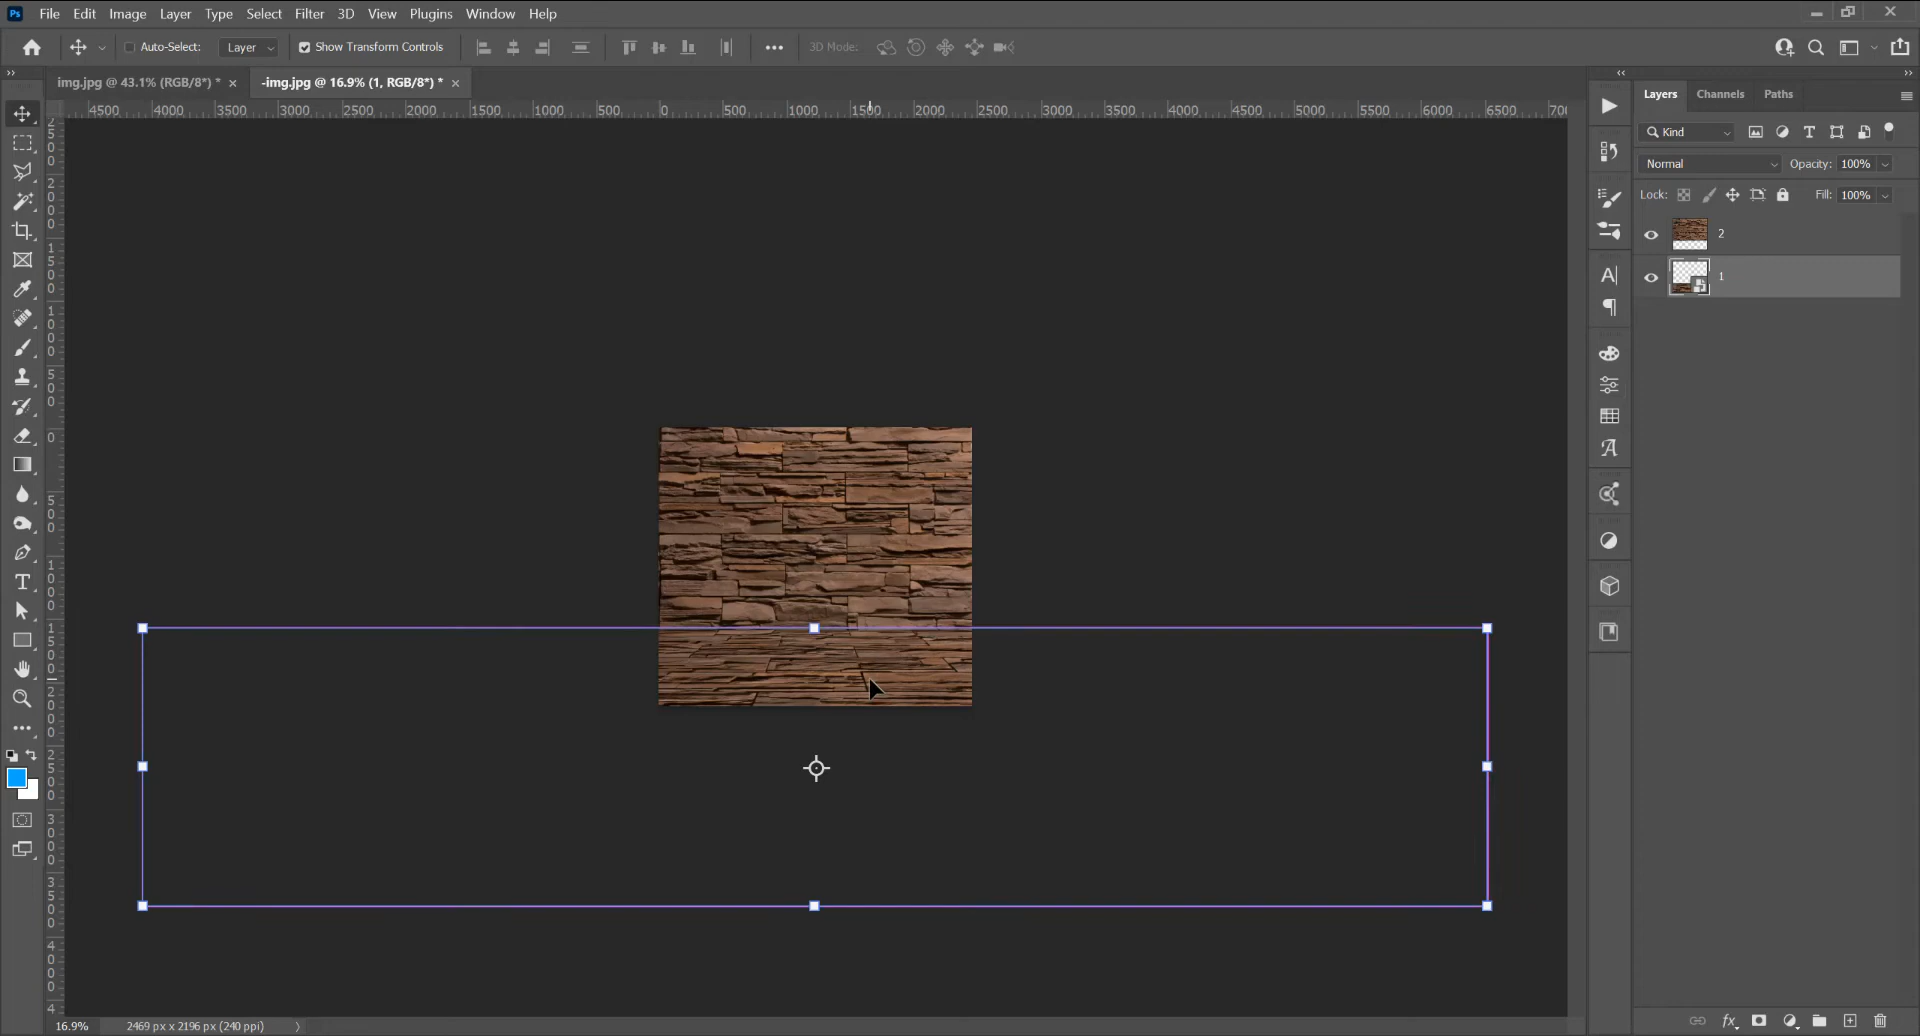 Ps File Edit Image Layer Type Select Filter 3D View Plugins Window Help
Auto-Select: Layer Show Transform Controls 3D Mode:
img.jpg @ 43.1% (RGB/8*) * -img.jpg @ 16.9% (1, RGB/8*) *
4500 4000 3500 3000 2500 2000 1500 1000 500 0 500 1000 1500 2000 2500 3000 3500 4000 4500 5000 5500 6000 6500
Layers Channels Paths
Kind
Normal Opacity: 100%
Lock: Fill: 100%
2
1
16.9% 2469 px x 2196 px (240 ppi)